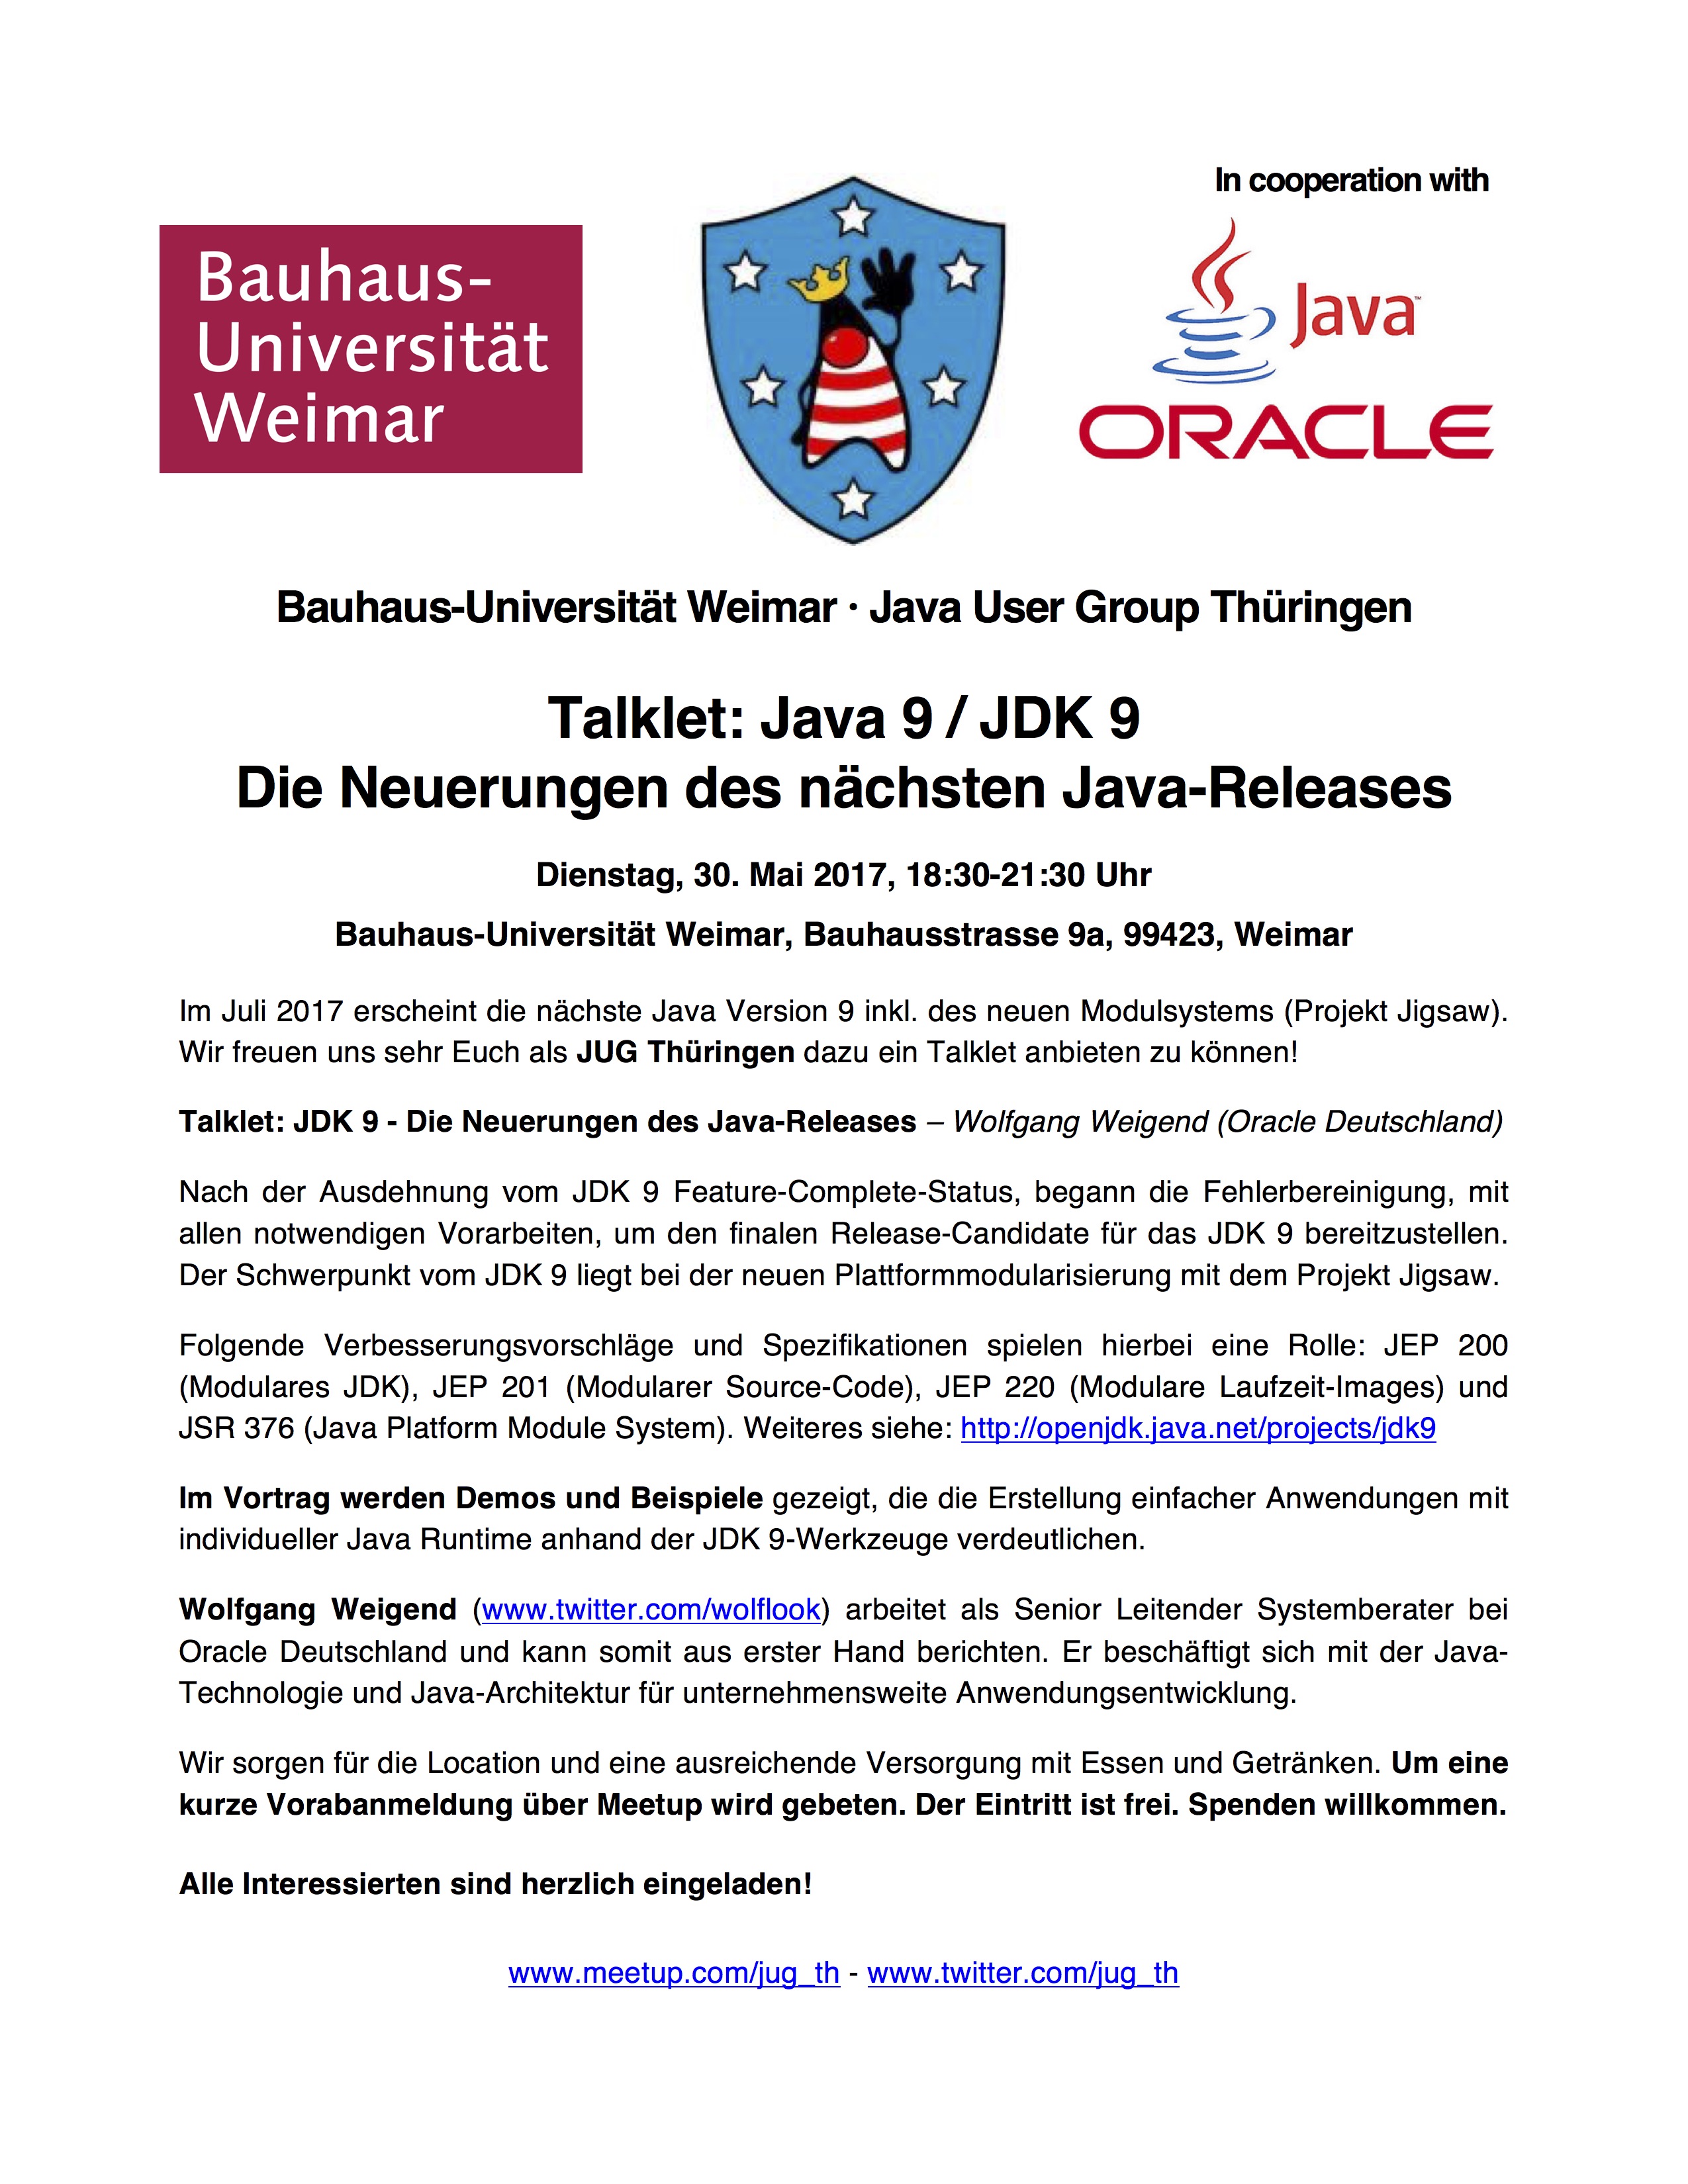 In cooperation with
Bauhaus-
Universität
Weimar
Java™
ORACLE
Bauhaus-Universität Weimar · Java User Group Thüringen
Talklet: Java 9 / JDK 9
Die Neuerungen des nächsten Java-Releases
Dienstag, 30. Mai 2017, 18:30-21:30 Uhr
Bauhaus-Universität Weimar, Bauhausstrasse 9a, 99423, Weimar
Im Juli 2017 erscheint die nächste Java Version 9 inkl. des neuen Modulsystems (Projekt Jigsaw).
Wir freuen uns sehr Euch als JUG Thüringen dazu ein Talklet anbieten zu können!
Talklet: JDK 9 - Die Neuerungen des Java-Releases – Wolfgang Weigend (Oracle Deutschland)
Nach der Ausdehnung vom JDK 9 Feature-Complete-Status, begann die Fehlerbereinigung, mit
allen notwendigen Vorarbeiten, um den finalen Release-Candidate für das JDK 9 bereitzustellen.
Der Schwerpunkt vom JDK 9 liegt bei der neuen Plattformmodularisierung mit dem Projekt Jigsaw.
Folgende Verbesserungsvorschläge und Spezifikationen spielen hierbei eine Rolle: JEP 200
(Modulares JDK), JEP 201 (Modularer Source-Code), JEP 220 (Modulare Laufzeit-Images) und
JSR 376 (Java Platform Module System). Weiteres siehe: http://openjdk.java.net/projects/jdk9
Im Vortrag werden Demos und Beispiele gezeigt, die die Erstellung einfacher Anwendungen mit
individueller Java Runtime anhand der JDK 9-Werkzeuge verdeutlichen.
Wolfgang Weigend (www.twitter.com/wolflook) arbeitet als Senior Leitender Systemberater bei
Oracle Deutschland und kann somit aus erster Hand berichten. Er beschäftigt sich mit der Java-
Technologie und Java-Architektur für unternehmensweite Anwendungsentwicklung.
Wir sorgen für die Location und eine ausreichende Versorgung mit Essen und Getränken. Um eine
kurze Vorabanmeldung über Meetup wird gebeten. Der Eintritt ist frei. Spenden willkommen.
Alle Interessierten sind herzlich eingeladen!
www.meetup.com/jug_th - www.twitter.com/jug_th